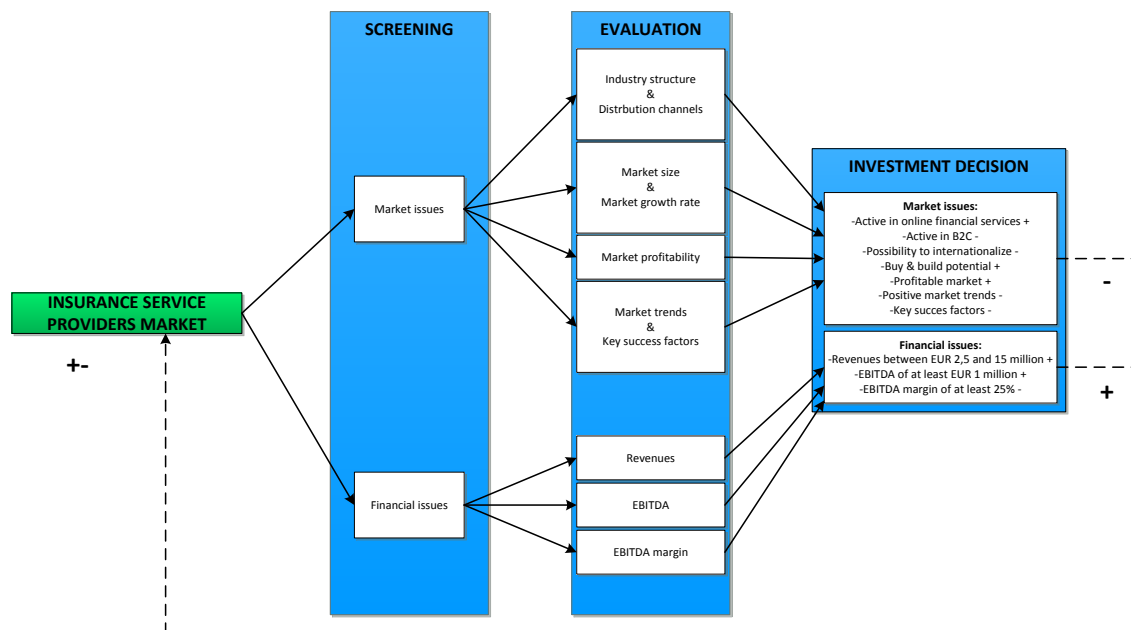 SCREENING
EVALUATION
Industry structure
&
Distrbution channels
Market size
&
Market growth rate
Market profitability
Market trends
&
Key success factors
Market issues
INSURANCE SERVICE
PROVIDERS MARKET
+-
Financial issues
Revenues
EBITDA
EBITDA margin
INVESTMENT DECISION
Market issues:
-Active in online financial services +
-Active in B2C -
-Possibility to internationalize -
-Buy & build potential +
-Profitable market +
-Positive market trends -
-Key succes factors -
-
Financial issues:
-Revenues between EUR 2,5 and 15 million +
-EBITDA of at least EUR 1 million +
-EBITDA margin of at least 25% -
+